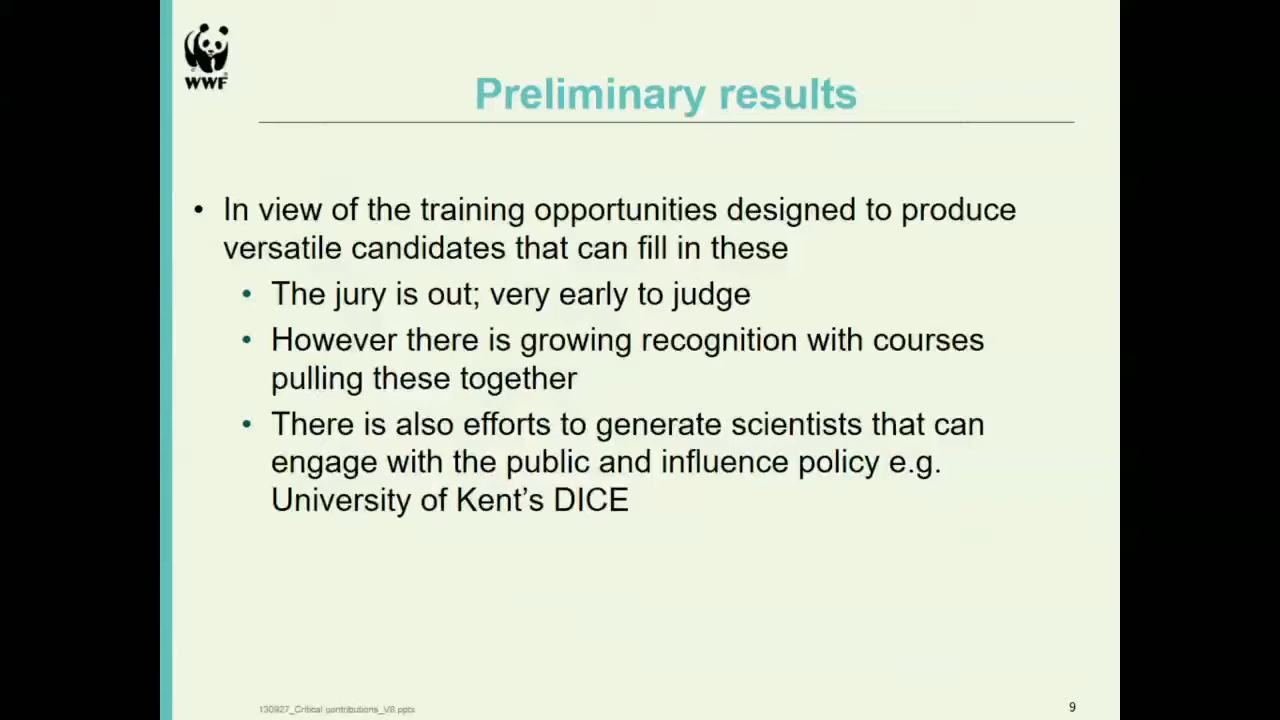 WWF
Preliminary results
• In view of the training opportunities designed to produce
versatile candidates that can fill in these
• The jury is out; very early to judge
• However there is growing recognition with courses
pulling these together
• There is also efforts to generate scientists that can
engage with the public and influence policy e.g.
University of Kent’s DICE
130927_Critical contributions_V8.pptx
9